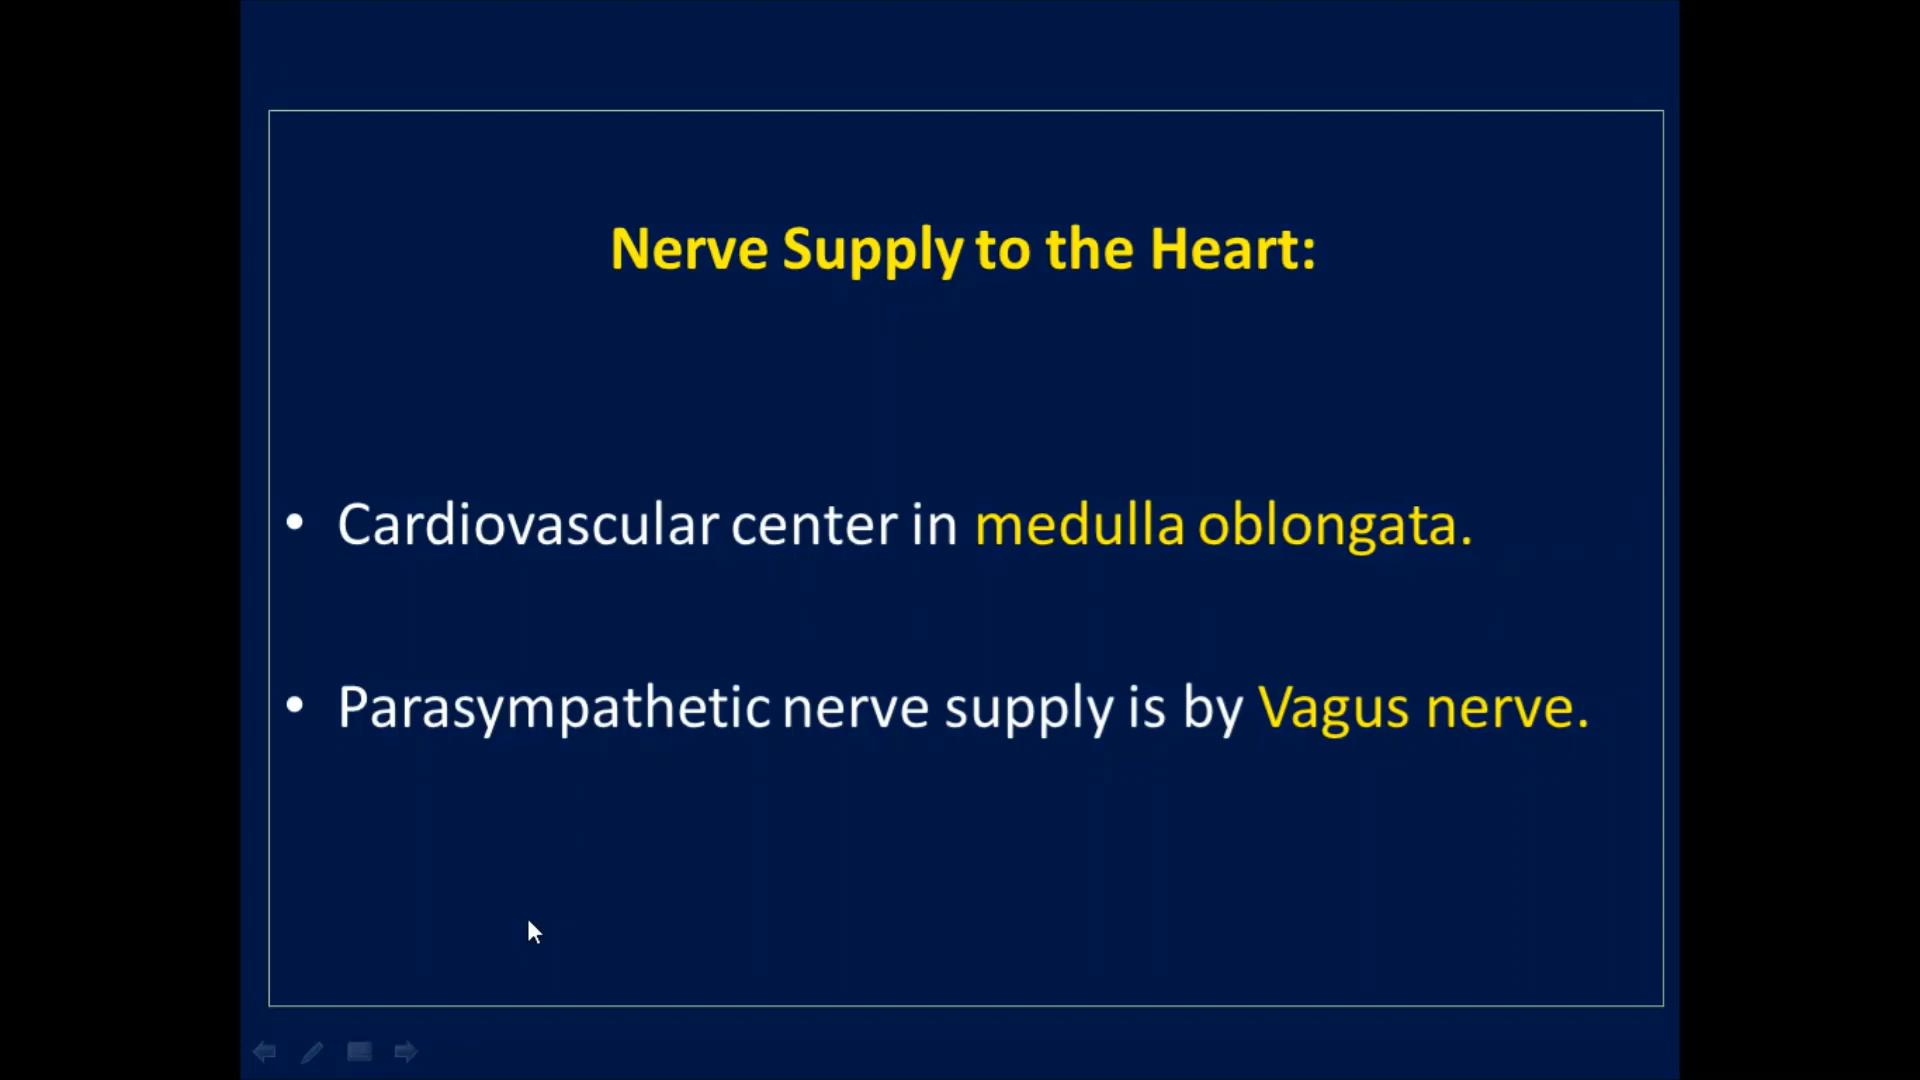 Nerve Supply to the Heart:
• Cardiovascular center in medulla oblongata.
• Parasympathetic nerve supply is by Vagus nerve.